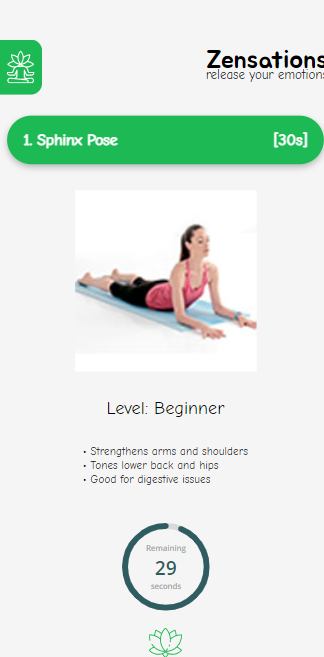 Zensations
release your emotions
1. Sphinx Pose [30s]
Level: Beginner
• Strengthens arms and shoulders
• Tones lower back and hips
• Good for digestive issues
Remaining
29
seconds